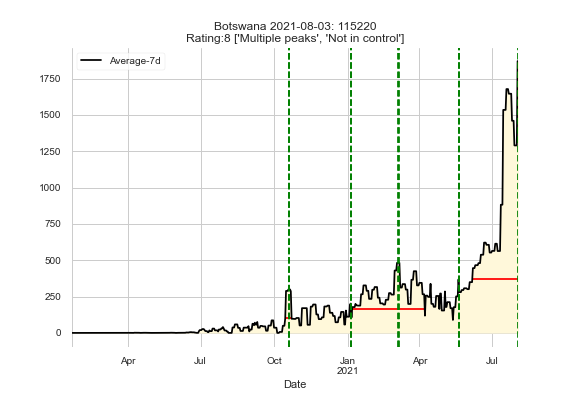 Botswana 2021-08-03: 115220
Rating:8 ['Multiple peaks', 'Not in control']
Average-7d
1750
1500
1250
1000
750
500
250
0
Apr Jul Oct Jan Apr Jul
2021
Date